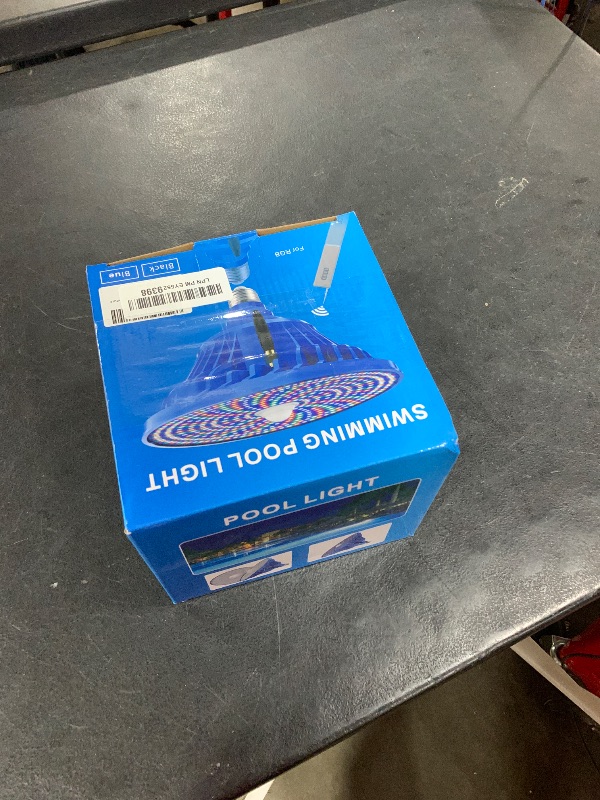 Blue
Black
For RGB
SWIMMING POOL LIGHT
POOL LIGHT